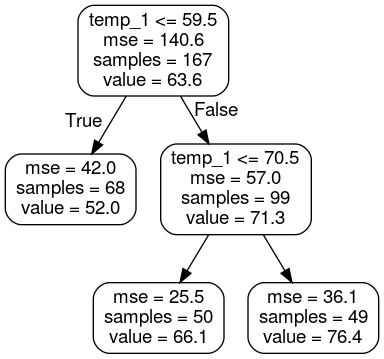 temp_1 <= 59.5
mse = 140.6
samples = 167
value = 63.6
True
False
mse = 42.0
samples = 68
value = 52.0
temp_1 <= 70.5
mse = 57.0
samples = 99
value = 71.3
mse = 25.5
samples = 50
value = 66.1
mse = 36.1
samples = 49
value = 76.4